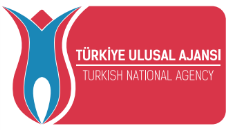 TÜRKİYE ULUSAL AJANSI
TURKISH NATIONAL AGENCY